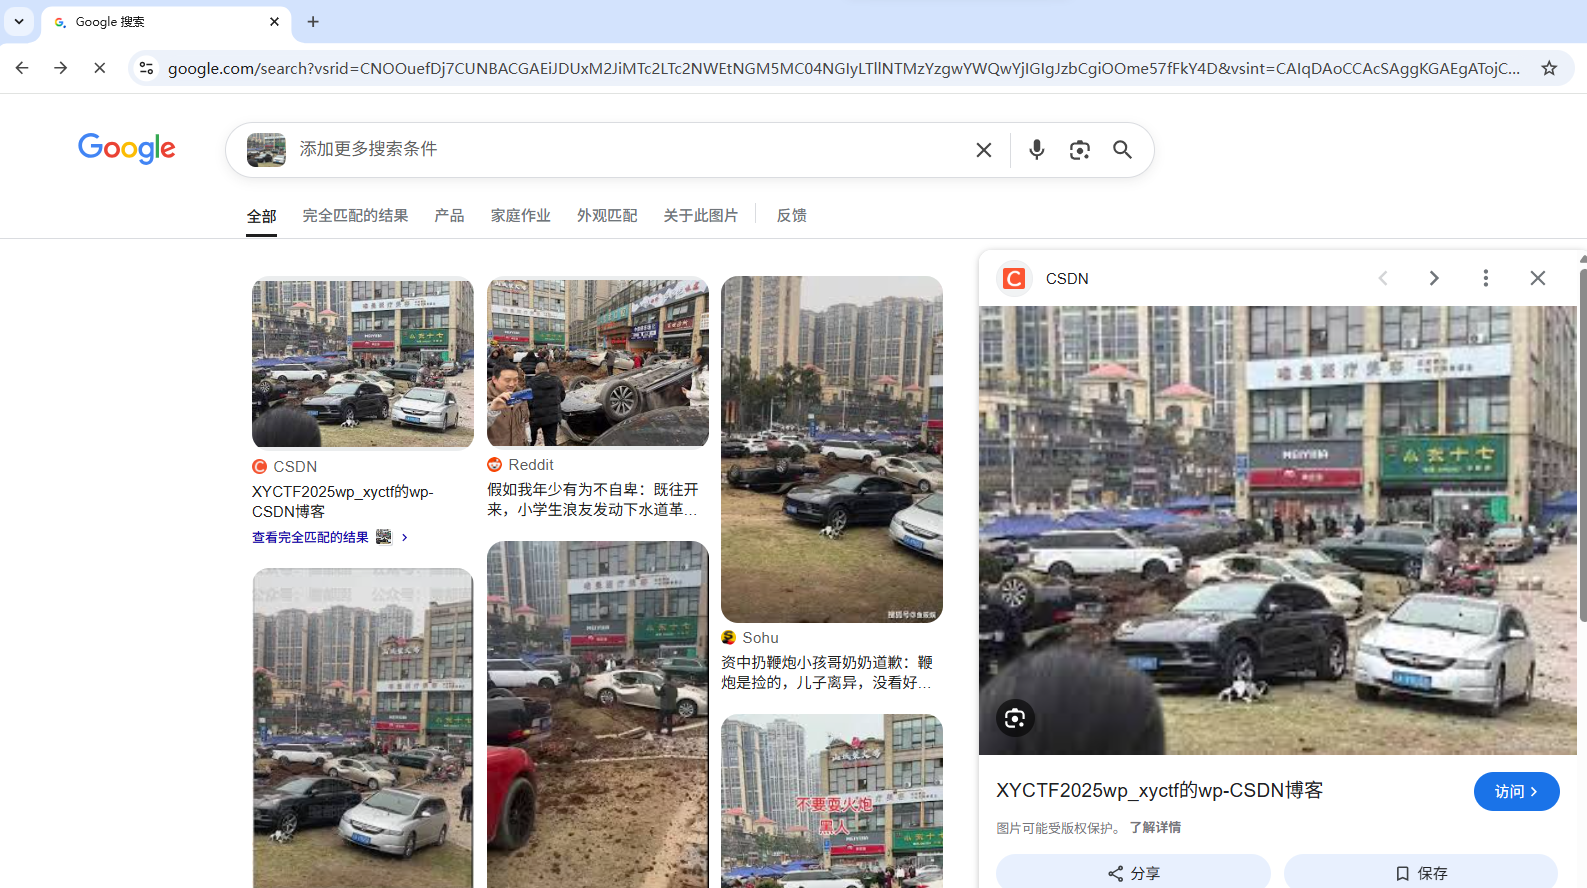 Google 搜索
google.com/search?vsrid=CNOOuefDj7CUNBACGAEiJDUxM2JiMTc2LTc2NWEtNGM5MC04NGIyLTllNTMzYzgwYWQwYjIGIgJzbCgiOOme57fFkY4D&vsint=CAIqDAoCCAcSAggKGAEgATojC...
Google
添加更多搜索条件
全部 完全匹配的结果 产品 家庭作业 外观匹配 关于此图片 反馈
CSDN
XYCTF2025wp_xyctf的wp-
CSDN博客
查看完全匹配的结果
Reddit
假如我年少有为不自卑：既往开
来，小学生浪友发动下水道革...
搜狐号@鱼宸娱
Sohu
资中扔鞭炮小孩哥奶奶道歉：鞭
炮是捡的，儿子离异，没看好...
不要耍火炮
黑人
CSDN
MEIYIJIA
XYCTF2025wp_xyctf的wp-CSDN博客
访问
图片可能受版权保护。 了解详情
分享
保存